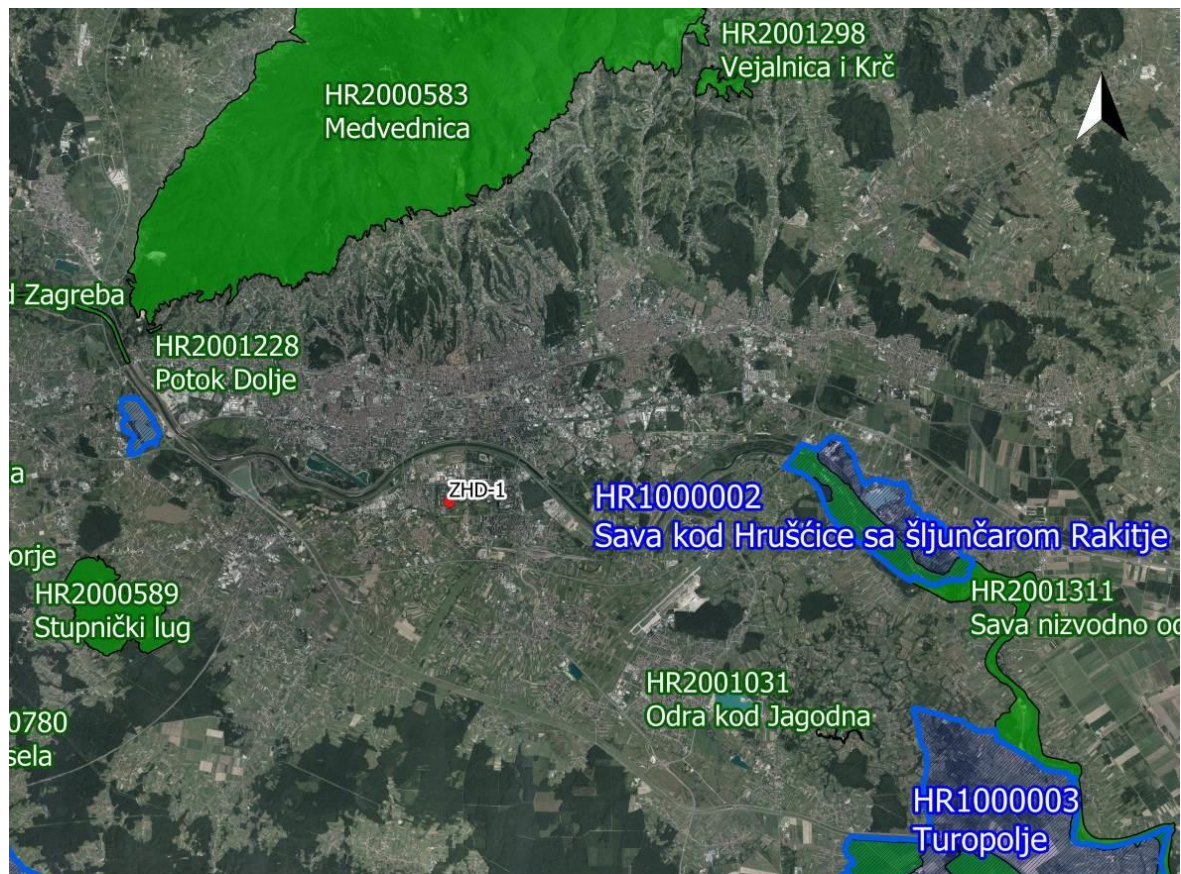 HR2001298
Vejalnica i Krč
HR2000583
Medvednica
d Zagreba
HR2001228
Potok Dolje
a
ZHD-1
HR1000002
Sava kod Hrušćice sa šljunčarom Rakitje
orje
HR2000589
Stupnički lug
HR2001311
Sava nizvodno od
HR2001031
Odra kod Jagodna
0780
sela
HR1000003
Turopolje